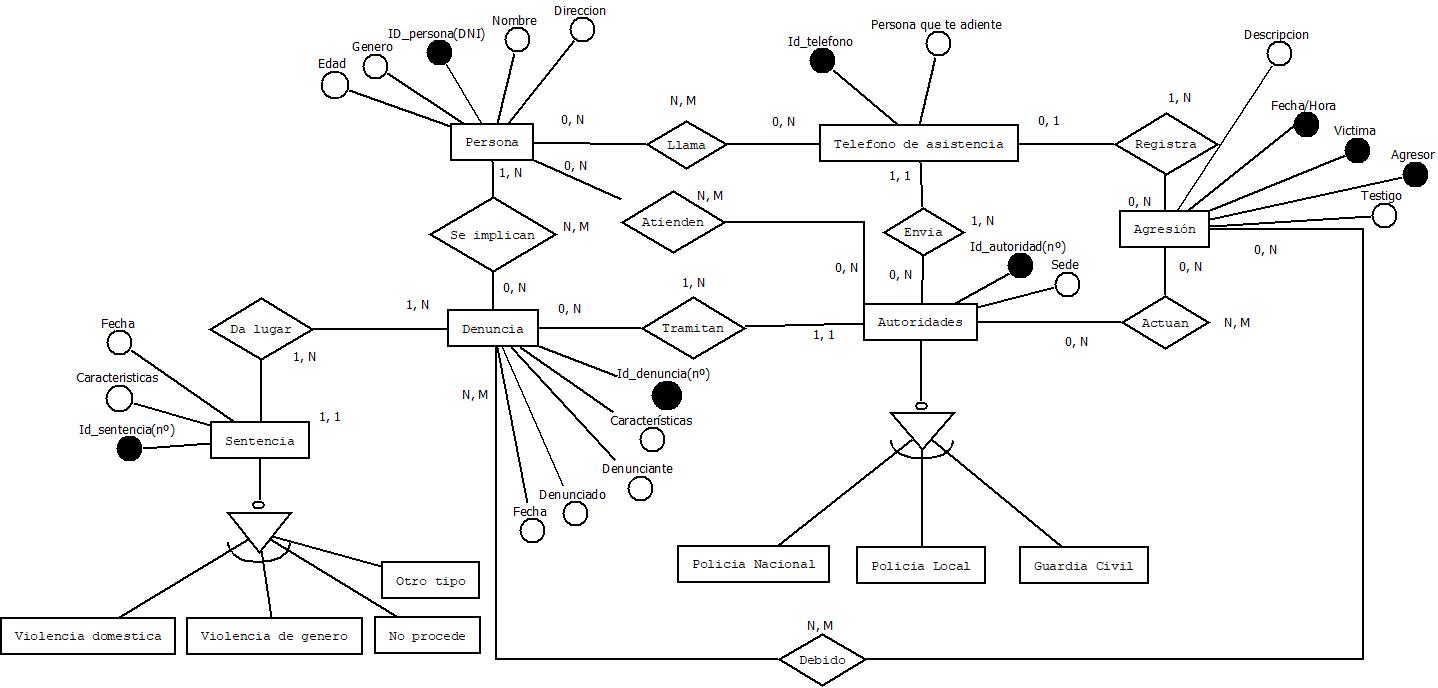 Direccion
Nombre
ID_persona(DNI)
Genero
Edad
Persona que te adiente
Id_telefono
Descripcion
N, M
1, N
Fecha/Hora
0, N
0, N
0, 1
Victima
Persona
Llama
Telefono de asistencia
Registra
Agresor
0, N
1, N
1, 1
N, M
Testigo
0, N
Se implican
N, M
Atienden
Envia
1, N
Agresión
Id_autoridad(nº)
0, N
Sede
0, N
0, N
0, N
0, N
1, N
1, N
0, N
Fecha
Da lugar
Denuncia
Tramitan
Autoridades
Actuan
N, M
1, 1
0, N
1, N
Caracteristicas
Id_denuncia(nº)
N, M
1, 1
Características
Id_sentencia(nº)
Sentencia
Denunciante
Denunciado
Fecha
Policia Nacional
Policia Local
Guardia Civil
Otro tipo
Violencia domestica
Violencia de genero
No procede
N, M
Debido